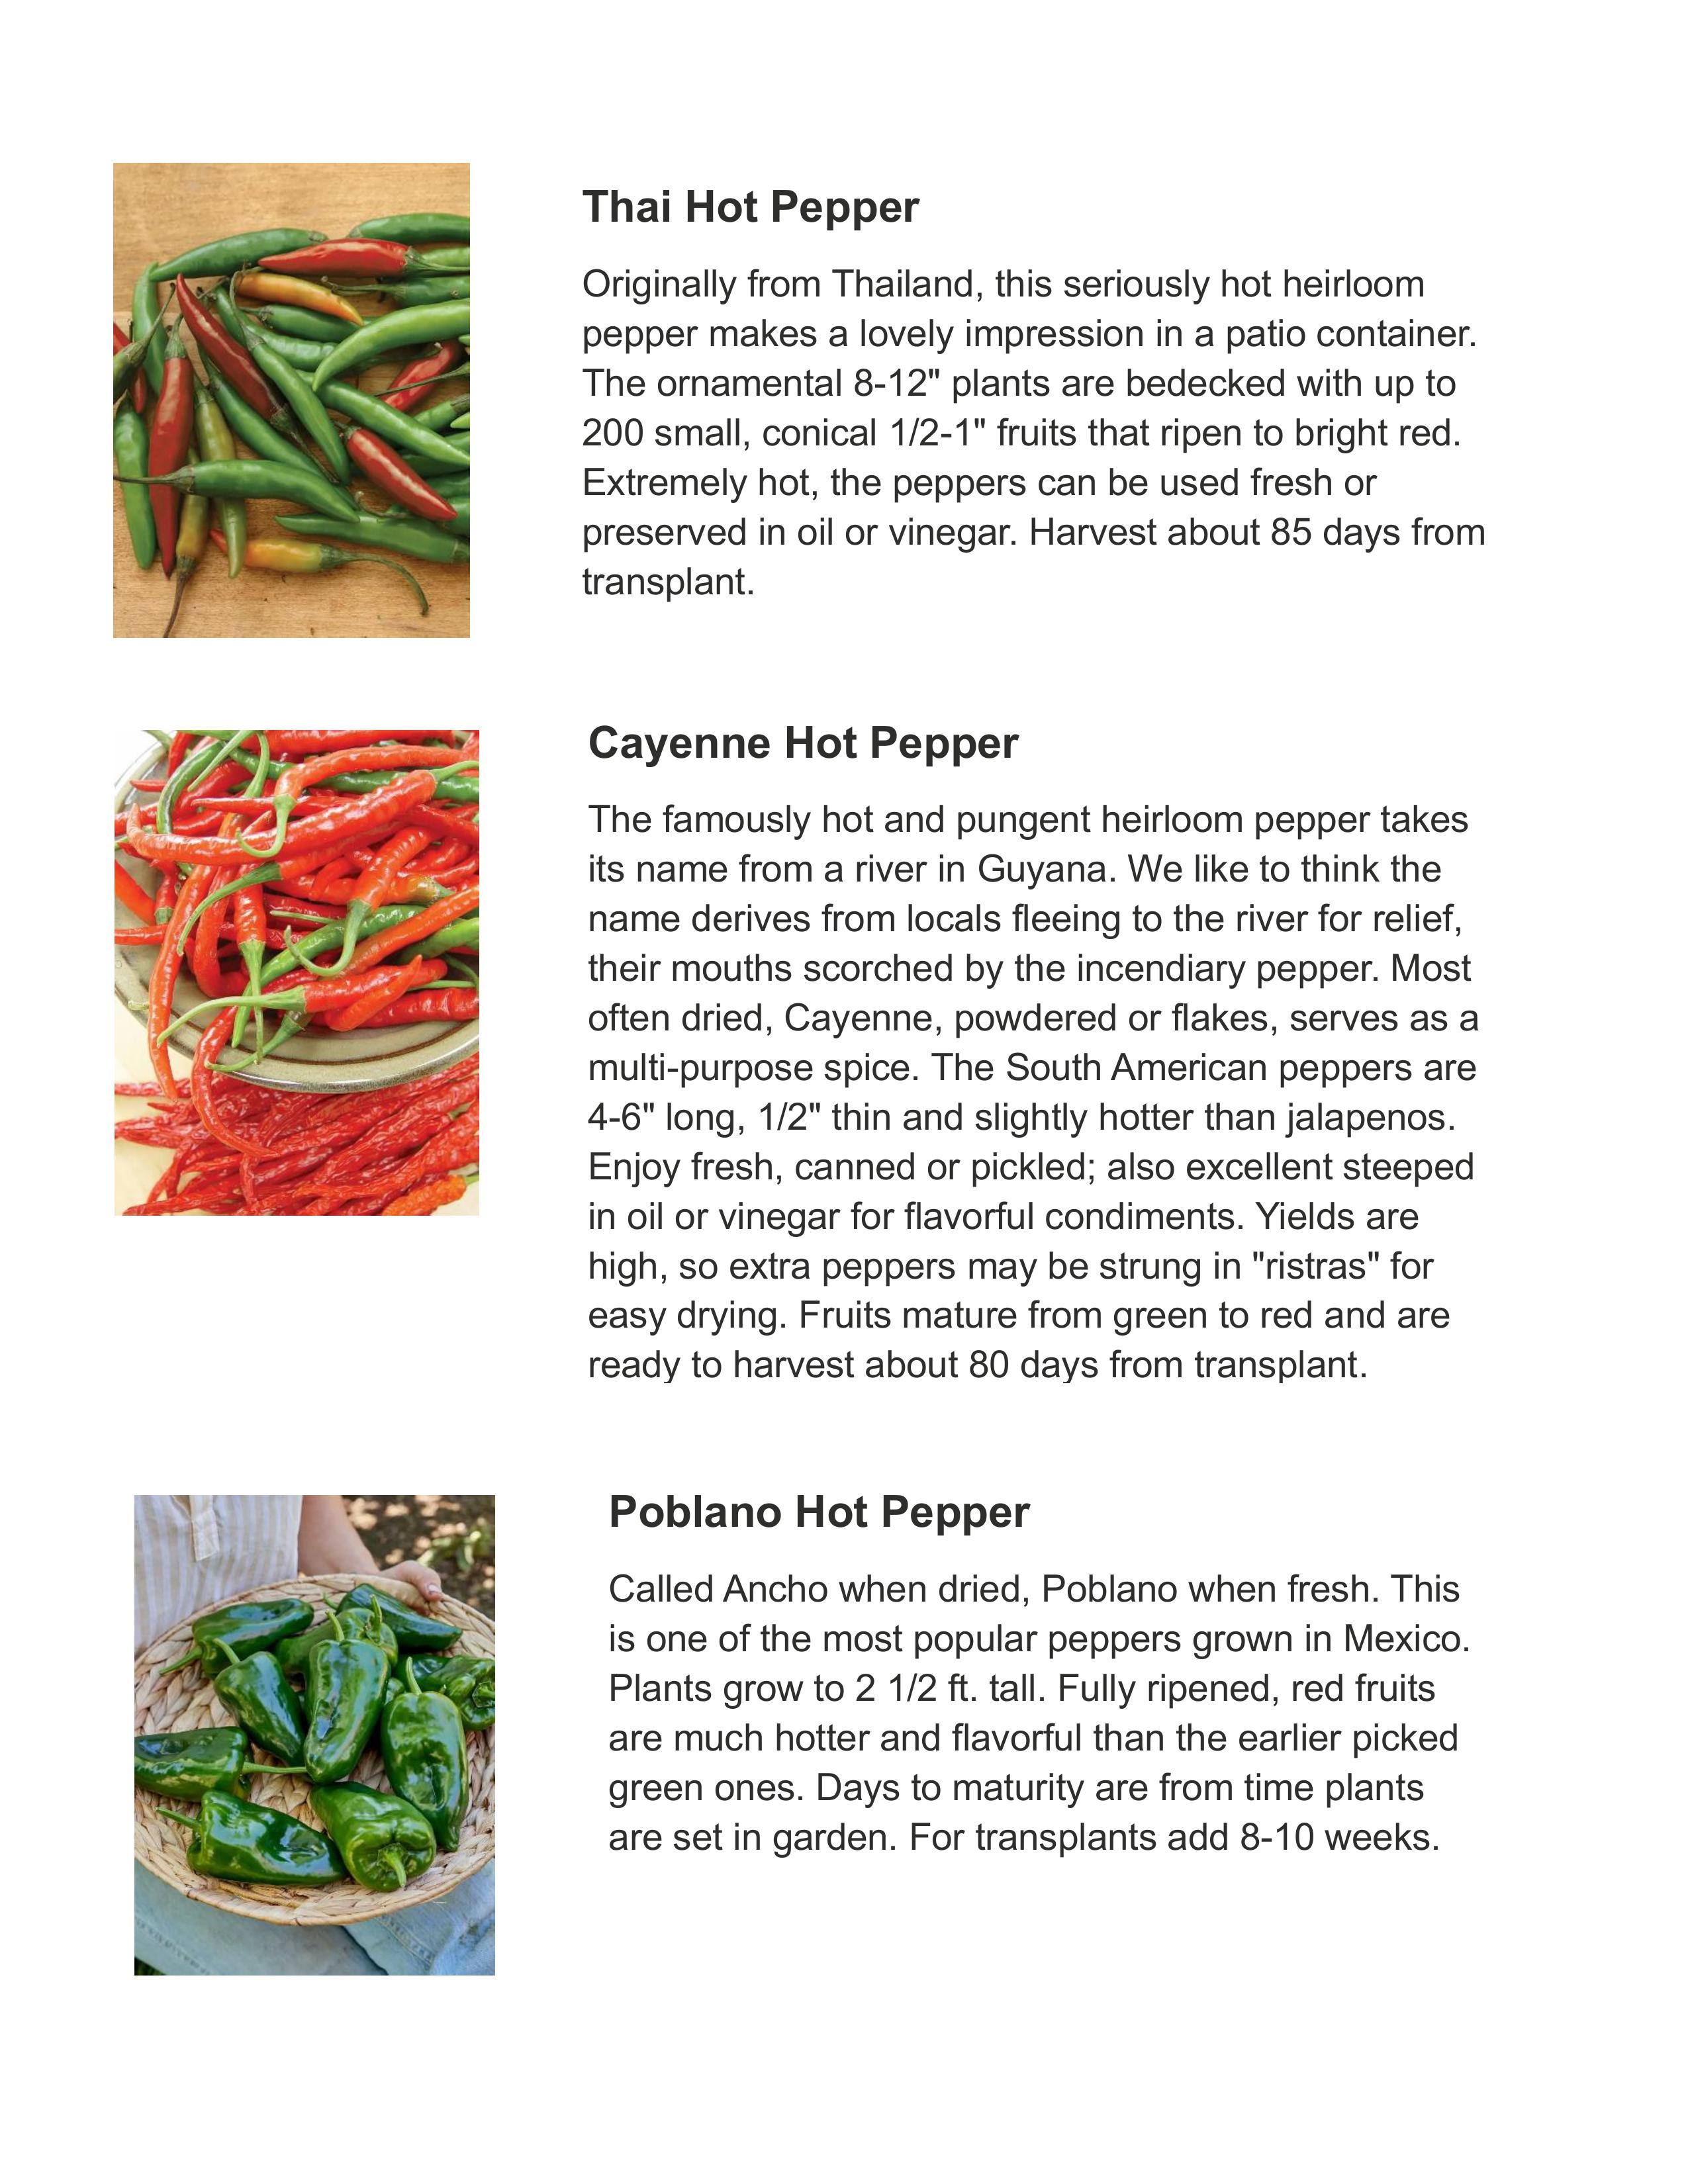 Thai Hot Pepper
Originally from Thailand, this seriously hot heirloom
pepper makes a lovely impression in a patio container.
The ornamental 8-12" plants are bedecked with up to
200 small, conical 1/2-1" fruits that ripen to bright red.
Extremely hot, the peppers can be used fresh or
preserved in oil or vinegar. Harvest about 85 days from
transplant.
Cayenne Hot Pepper
The famously hot and pungent heirloom pepper takes
its name from a river in Guyana. We like to think the
name derives from locals fleeing to the river for relief,
their mouths scorched by the incendiary pepper. Most
often dried, Cayenne, powdered or flakes, serves as a
multi-purpose spice. The South American peppers are
4-6" long, 1/2" thin and slightly hotter than jalapenos.
Enjoy fresh, canned or pickled; also excellent steeped
in oil or vinegar for flavorful condiments. Yields are
high, so extra peppers may be strung in "ristras" for
easy drying. Fruits mature from green to red and are
ready to harvest about 80 days from transplant.
Poblano Hot Pepper
Called Ancho when dried, Poblano when fresh. This
is one of the most popular peppers grown in Mexico.
Plants grow to 2 1/2 ft. tall. Fully ripened, red fruits
are much hotter and flavorful than the earlier picked
green ones. Days to maturity are from time plants
are set in garden. For transplants add 8-10 weeks.